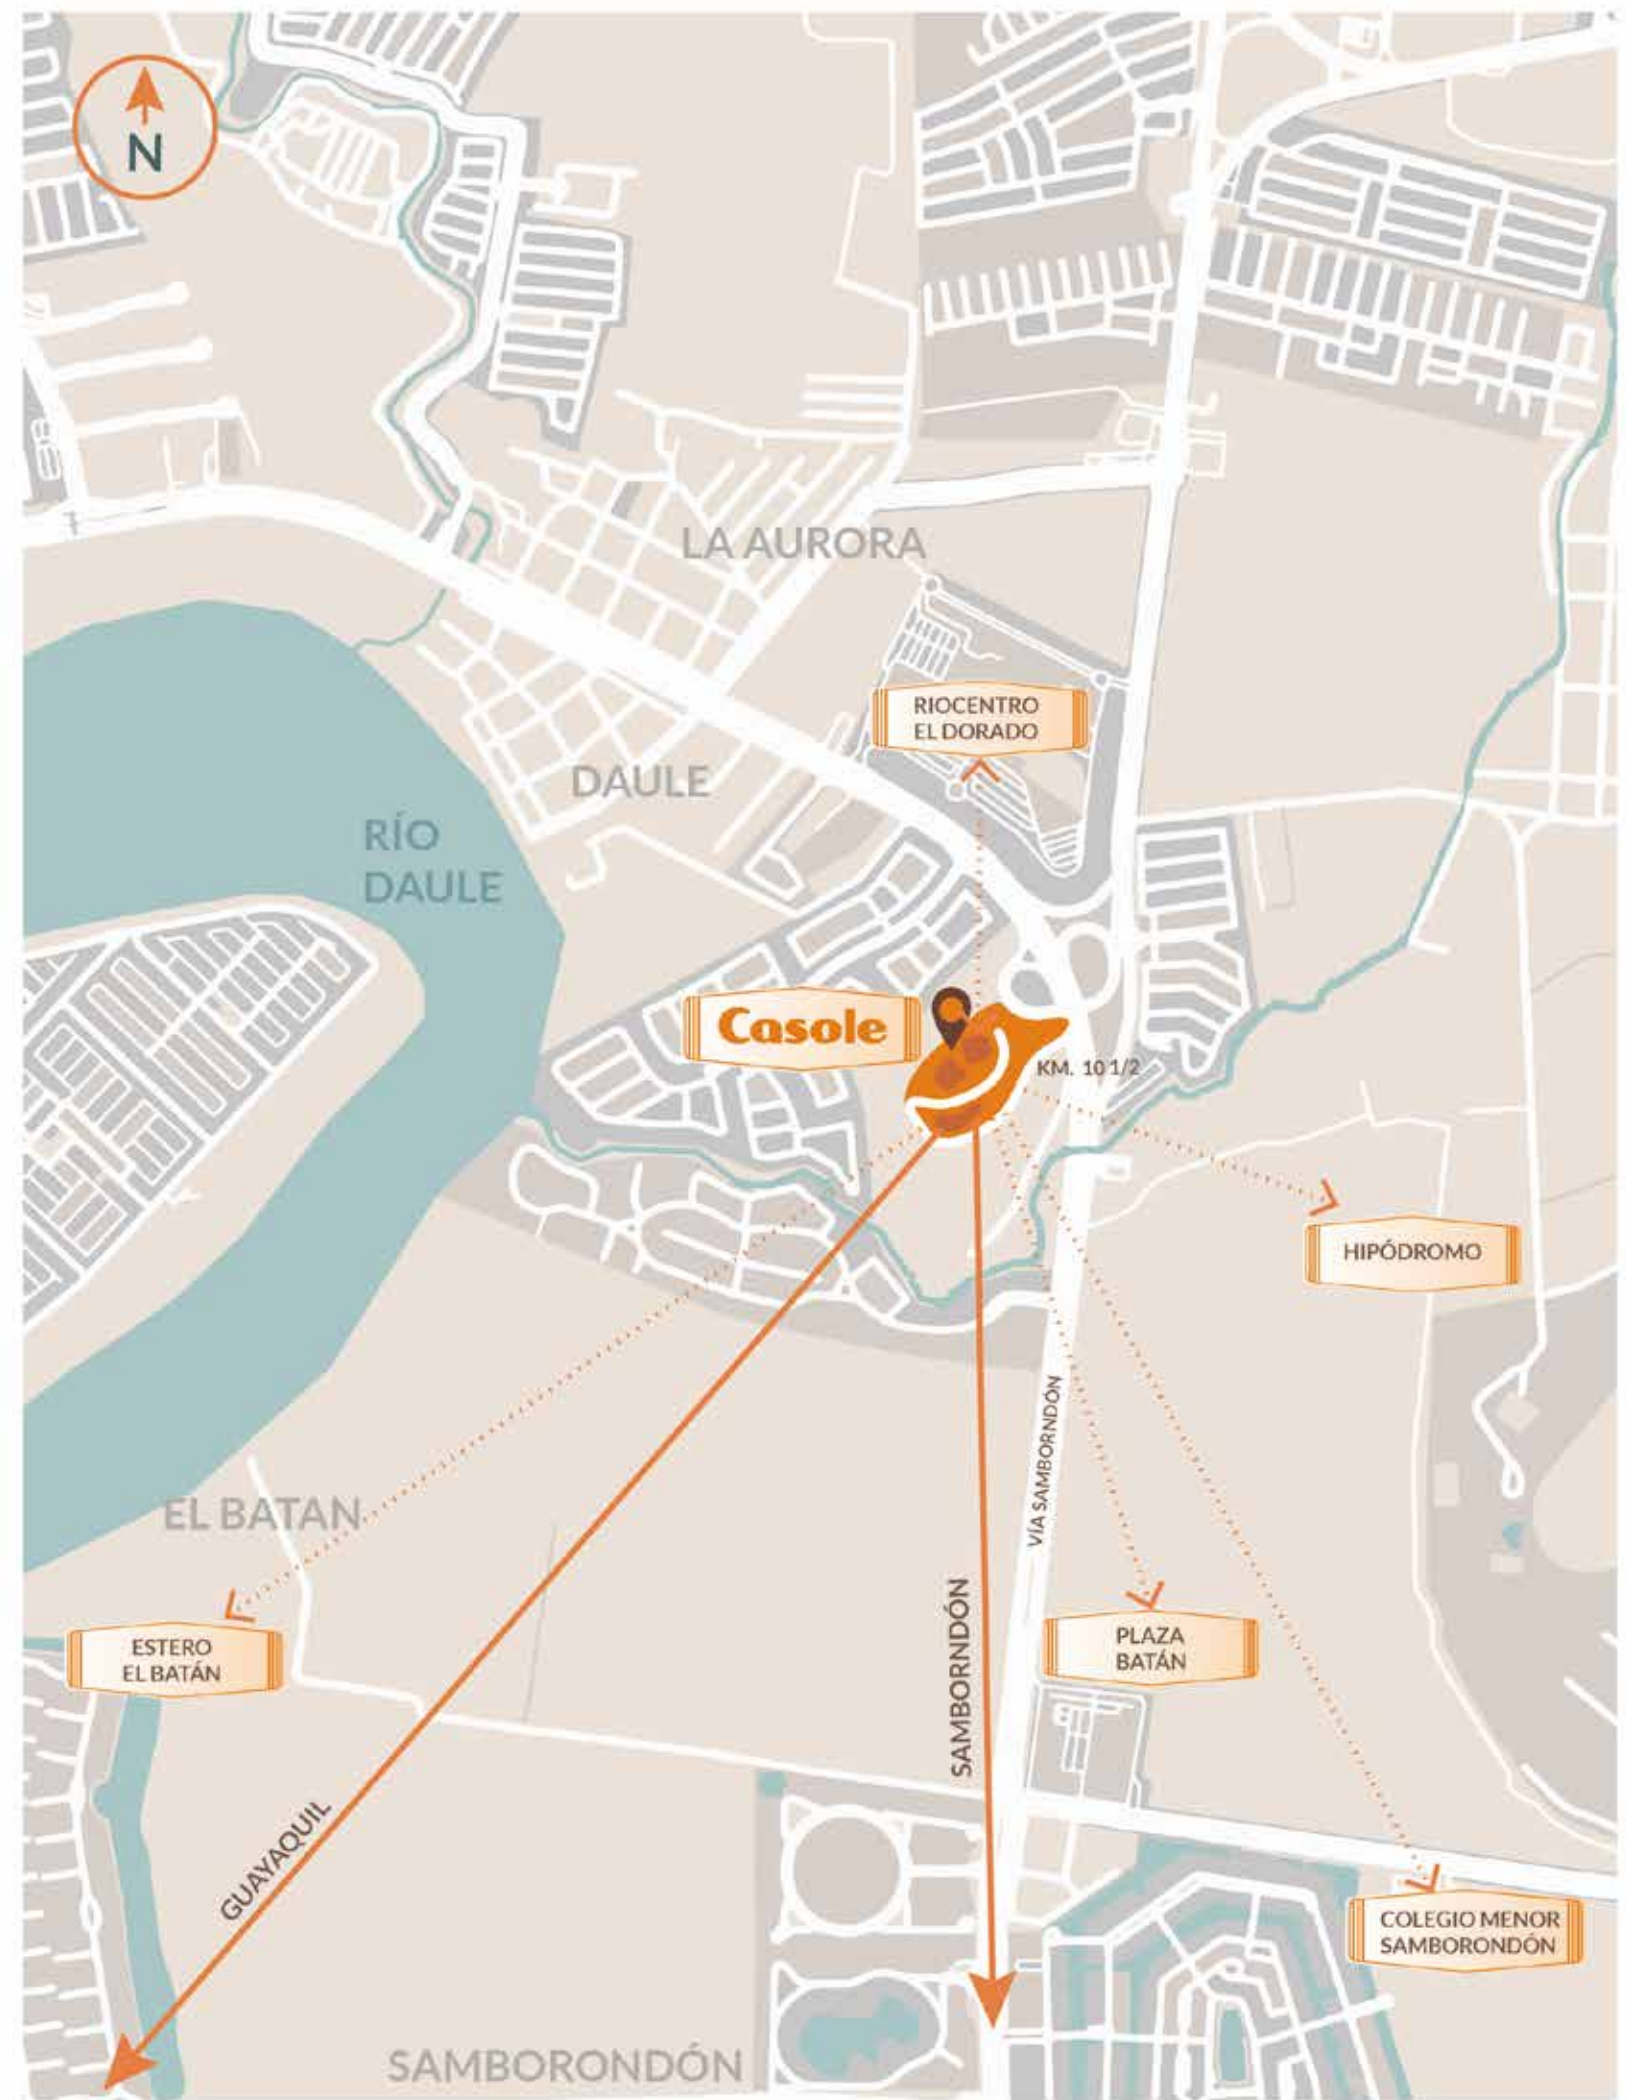 N
LA AURORA
RIOCENTRO
EL DORADO
DAULE
RÍO
DAULE
Casole
KM. 10 1/2
HIPÓDROMO
VÍA SAMBORNDÓN
EL BATAN
SAMBORNDÓN
ESTERO
EL BATÁN
PLAZA
BATÁN
GUAYAQUIL
COLEGIO MENOR
SAMBORONDÓN
SAMBORONDÓN